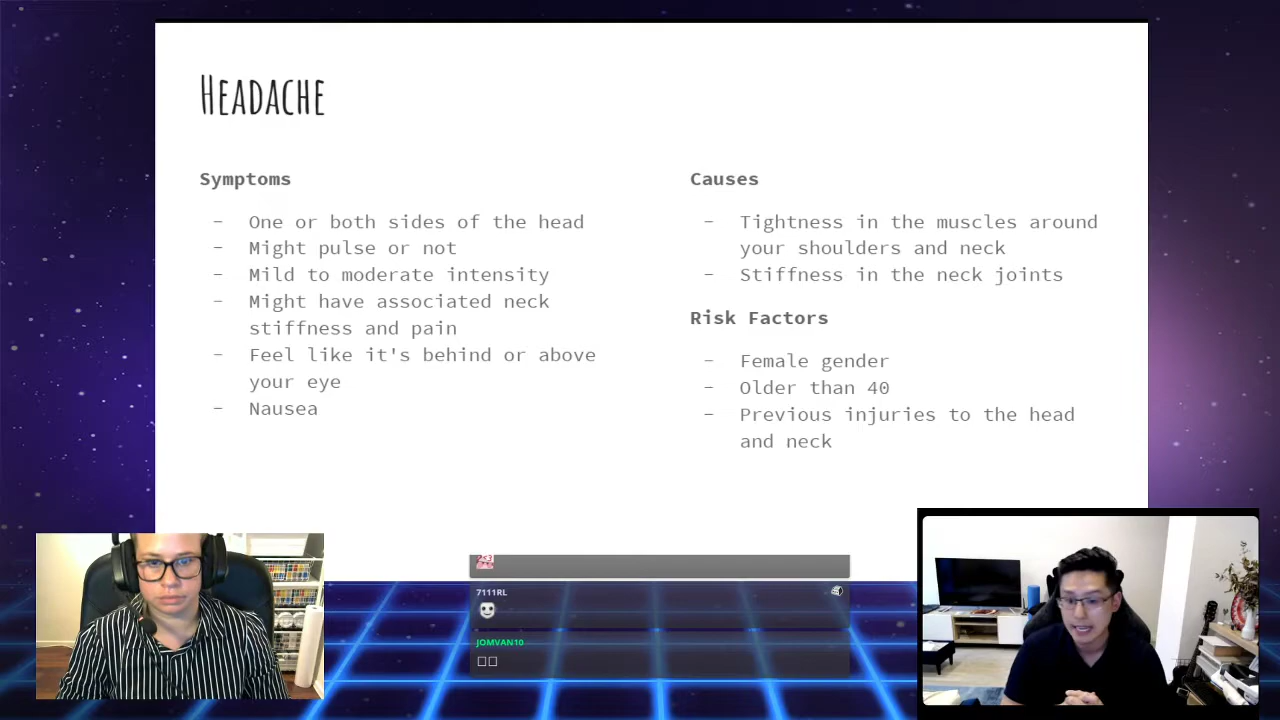 HEADACHE
Symptoms
- One or both sides of the head
- Might pulse or not
- Mild to moderate intensity
- Might have associated neck
stiffness and pain
- Feel like it's behind or above
your eye
- Nausea
Causes
- Tightness in the muscles around
your shoulders and neck
- Stiffness in the neck joints
Risk Factors
- Female gender
- Older than 40
- Previous injuries to the head
and neck
7111RL
JOMVAN10